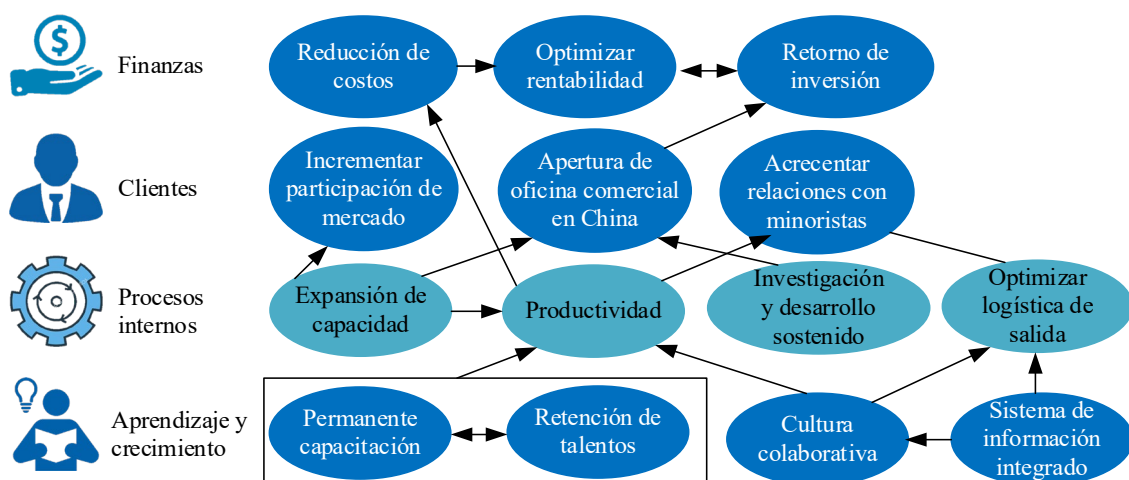 $
Finanzas
Reducción de
costos
Optimizar
rentabilidad
Retorno de
inversión
Clientes
Incrementar
participación de
mercado
Apertura de
oficina comercial
en China
Acrecentar
relaciones con
minoristas
Procesos
internos
Expansión de
capacidad
Productividad
Investigación
y desarrollo
sostenido
Optimizar
logística de
salida
Aprendizaje y
crecimiento
Permanente
capacitación
Retención de
talentos
Cultura
colaborativa
Sistema de
información
integrado